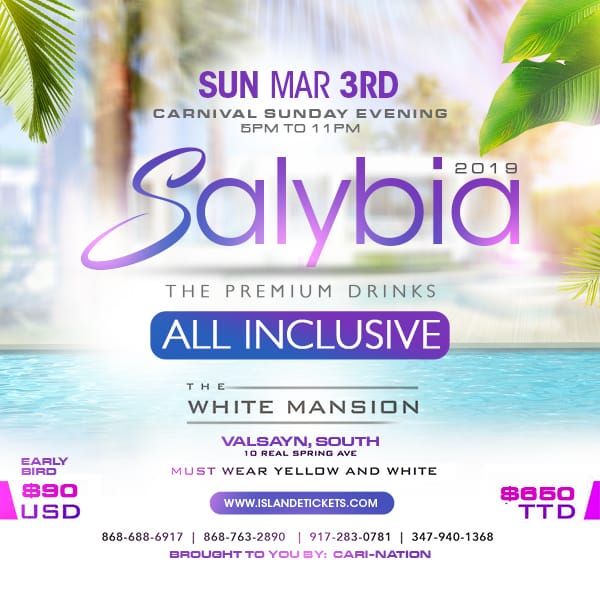 SUN MAR 3RD
CARNIVAL SUNDAY EVENING
5PM TO 11PM
Salybia 2019
THE PREMIUM DRINKS
ALL INCLUSIVE
THE
WHITE MANSION
VALSAYN, SOUTH
10 REAL SPRING AVE
MUST WEAR YELLOW AND WHITE
EARLY
BIRD
$90
USD
WWW.ISLANDETICKETS.COM
$650
TTD
868-688-6917 | 868-763-2890 | 917-283-0781 | 347-940-1368
BROUGHT TO YOU BY: CARI-NATION